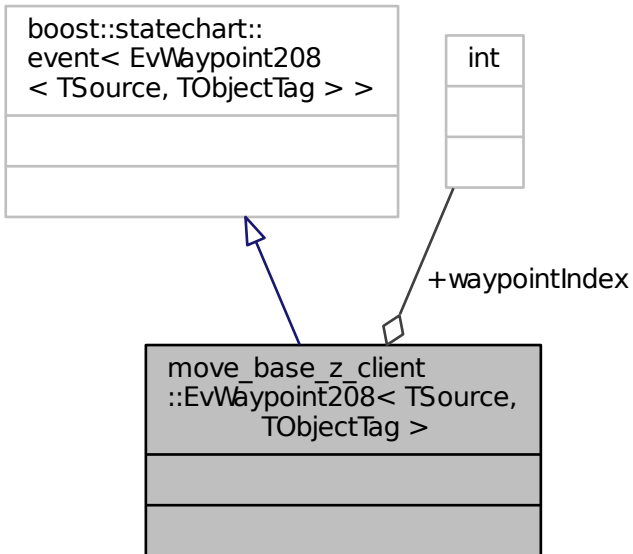 boost::statechart::
event< EvWaypoint208
< TSource, TObjectTag > >
int
+waypointIndex
move_base_z_client
::EvWaypoint208< TSource,
TObjectTag >